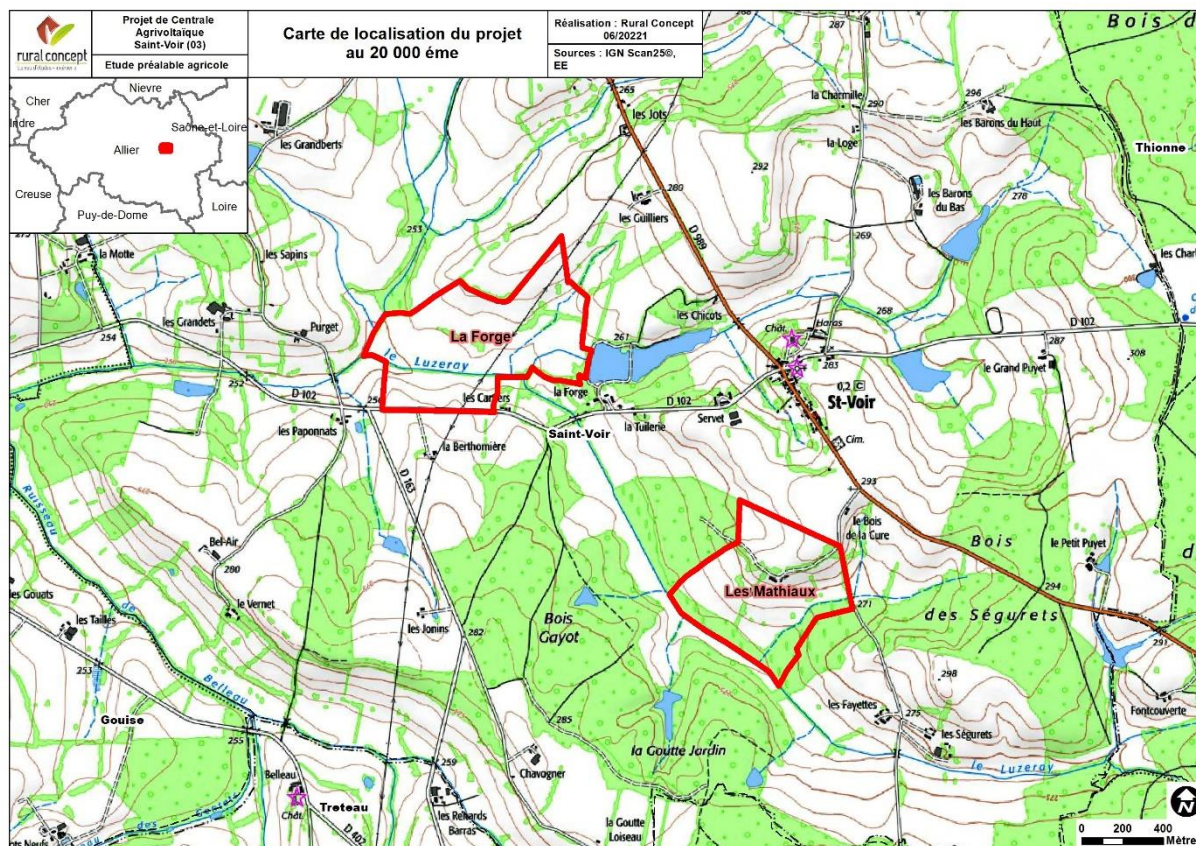 rural concept
Projet de Centrale
Agrivoltaïque
Saint-Voir (03)
Etude préalable agricole
Carte de localisation du projet
au 20 000 éme
Réalisation : Rural Concept
06/20221
Sources : IGN Scan25©,
EE
Bois d
Nievre
Cher
Indre
Saône-et-Loire
Allier
Creuse
Puy-de-Dome
Loire
les Grandberts
265
les Jots
la Charmille
290
296
les Barons du Haut
la Loge
Thionne
292
280
les Guilliers
les Barons
du Bas
278
253
D 989
269
la Motte
les Sapins
les Grandets
Purget
254
La Forge
les Chicots
268
261
Chât.
Haras
D 102
le Luzeray
283
287
le Grand Puyet
308
252
D 102
la Forge
0,2
St-Voir
les Cantiers
D 102
Servet
la Tuilerie
les Paponnats
Saint-Voir
la Berthomière
Cim.
D 163
293
Ruisseau
le Bois
de la Cure
Bois
le Petit Puyet
Bel-Air
280
Les Mathiaux
271
294
les Gouats
le Vernet
des Ségurets
de
Bois
Gayot
les Tailles
les Jonins
282
291
253
Belleau
298
Gouise
les Fayettes
275
Fontcouverte
285
255
les Ségurets
la Goutte Jardin
le Luzeray
259
Chavogner
Belleau
Treteau
Chât.
les Renards
Barras
la Goutte
Loiseau
D 402
N
0 200 400
Mètre